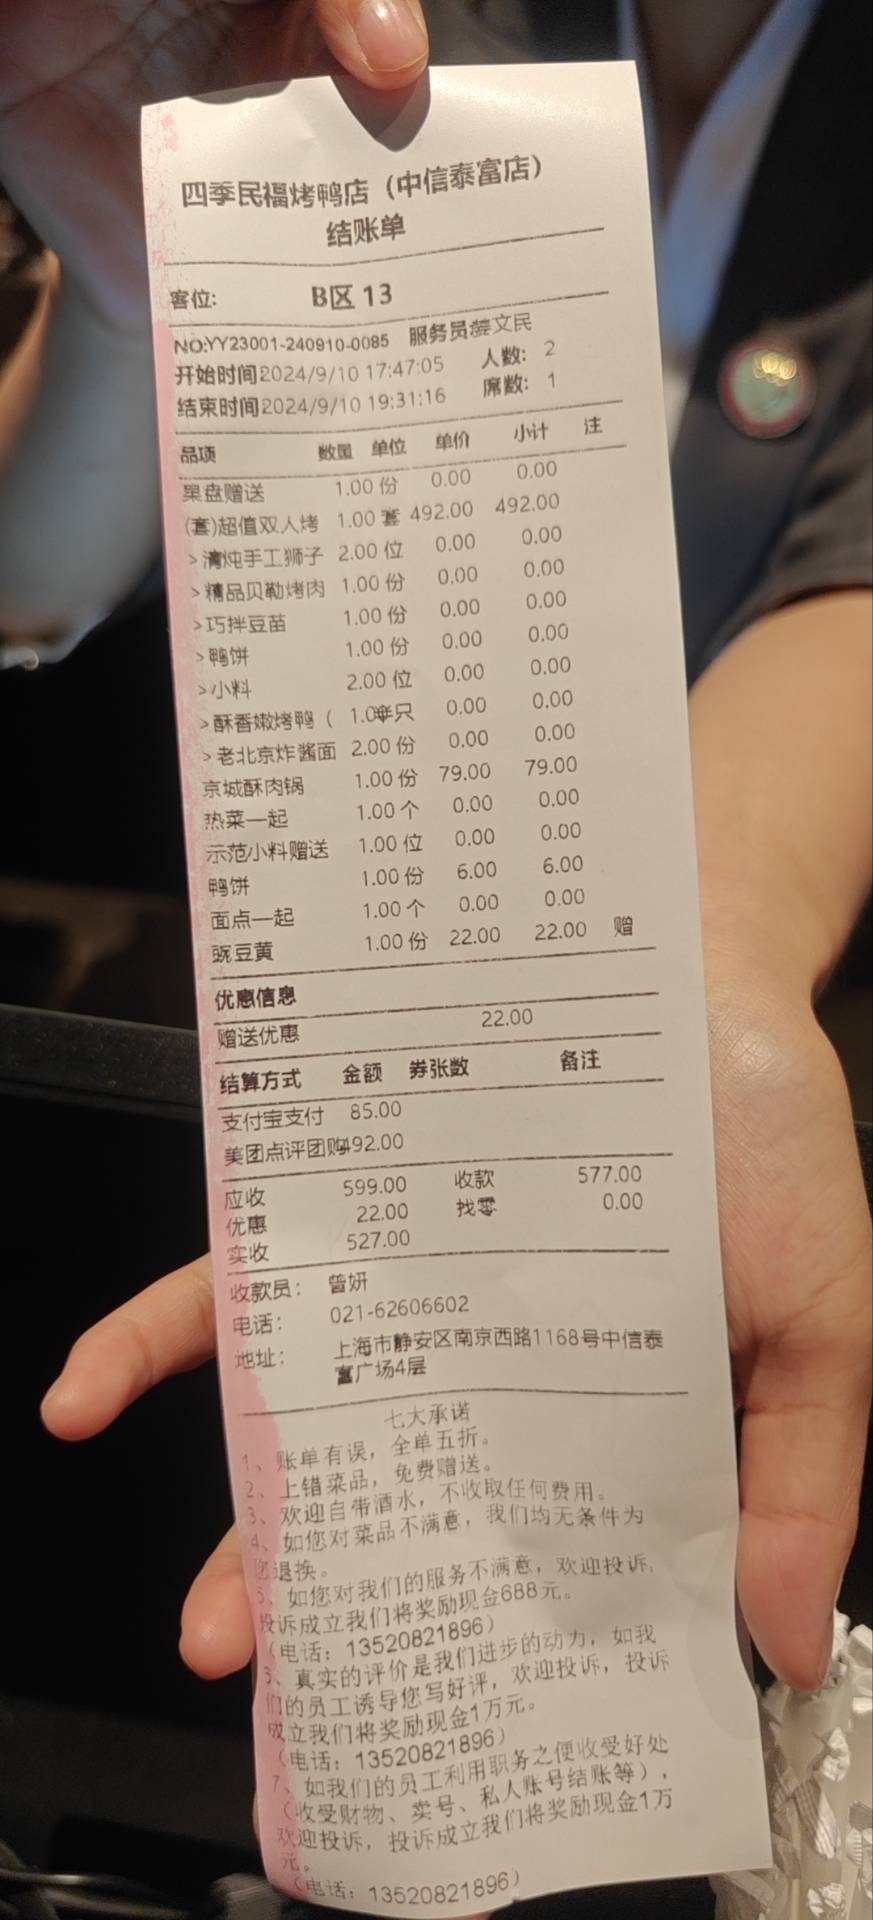 四季民福烤鸭店（中信泰富店）
结账单
客位: B区 13
NO:YY23001-240910-0085 服务员:姜文民
开始时间2024/9/10 17:47:05 人数: 2
结束时间2024/9/10 19:31:16 席数: 1
品项 数量 单位 单价 小计 注
果盘赠送 1.00 份 0.00 0.00
(套)超值双人烤 1.00 套 492.00 492.00
>清炖手工狮子 2.00 位 0.00 0.00
>精品贝勒烤肉 1.00 份 0.00 0.00
>巧拌豆苗 1.00 份 0.00 0.00
>鸭饼 1.00 份 0.00 0.00
>小料 2.00 位 0.00 0.00
>酥香嫩烤鸭（ 1.0半只 0.00 0.00
>老北京炸酱面 2.00 份 0.00 0.00
京城酥肉锅 1.00 份 79.00 79.00
热菜一起 1.00 个 0.00 0.00
示范小料赠送 1.00 位 0.00 0.00
鸭饼 1.00 份 6.00 6.00
面点一起 1.00 个 0.00 0.00
豌豆黄 1.00 份 22.00 22.00 赠
优惠信息
赠送优惠 22.00
结算方式 金额 券张数 备注
支付宝支付 85.00
美团点评团购492.00
应收 599.00 收款 577.00
优惠 22.00 找零 0.00
实收 527.00
收款员: 曾妍
电话: 021-62606602
地址: 上海市静安区南京西路1168号中信泰
富广场4层
七大承诺
1、账单有误，全单五折。
2、上错菜品，免费赠送。
3、欢迎自带酒水，不收取任何费用。
4、如您对菜品不满意，我们均无条件为
您退换。
5、如您对我们的服务不满意，欢迎投诉，
投诉成立我们将奖励现金688元。
（电话：13520821896）
6、真实的评价是我们进步的动力，如我
们的员工诱导您写好评，欢迎投诉，投诉
成立我们将奖励现金1万元。
（电话：13520821896）
7、如我们的员工利用职务之便收受好处
（收受财物、卖号、私人账号结账等），
欢迎投诉，投诉成立我们将奖励现金1万
元。
（电话：13520821896）